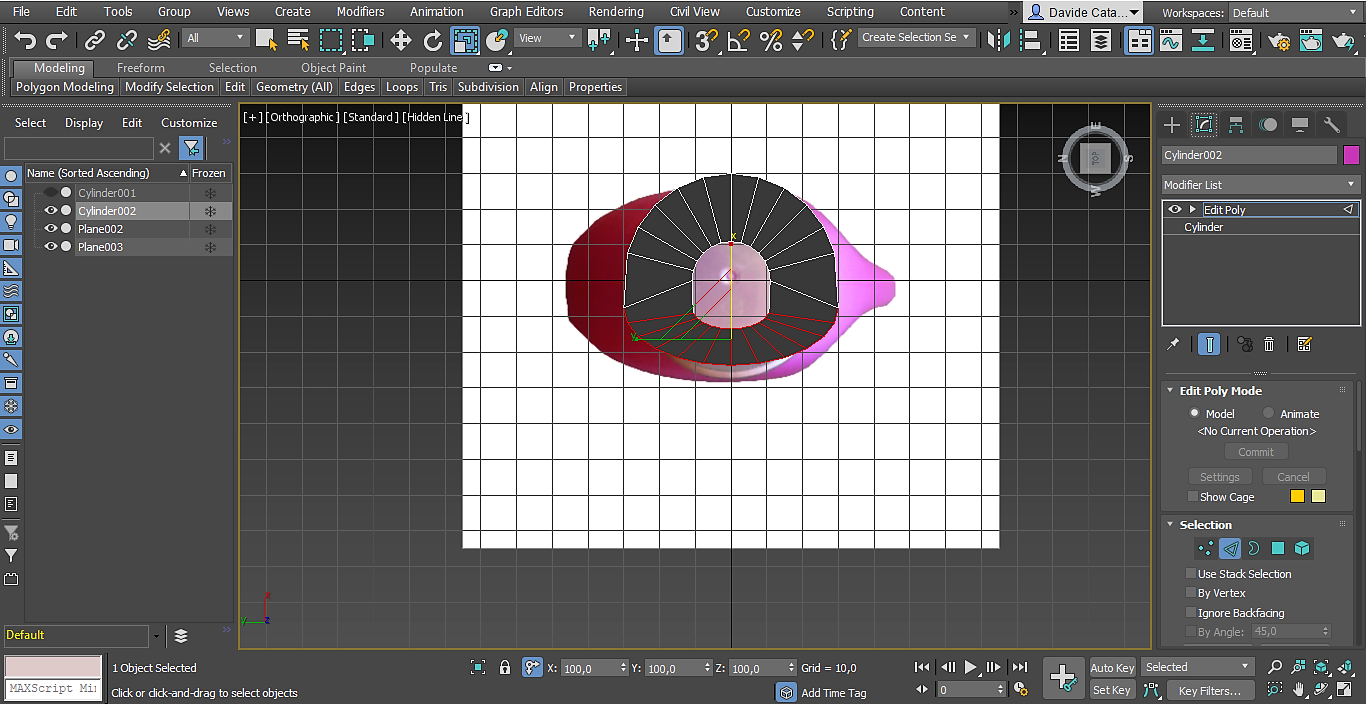 File Edit Tools Group Views Create Modifiers Animation Graph Editors Rendering Civil View Customize Scripting Content » Davide Cata... Workspaces: Default
All View 3 Create Selection Se
Modeling Freeform Selection Object Paint Populate
Polygon Modeling Modify Selection Edit Geometry (All) Edges Loops Tris Subdivision Align Properties
Select Display Edit Customize
[+] [Orthographic] [Standard] [Hidden Line]
Name (Sorted Ascending) Frozen
Cylinder001
Cylinder002
Plane002
Plane003
E
N TOP S
W
x
y
x
y z
Cylinder002
Modifier List
Edit Poly
Cylinder
Edit Poly Mode
Model Animate
<No Current Operation>
Commit
Settings Cancel
Show Cage
Selection
Use Stack Selection
By Vertex
Ignore Backfacing
By Angle: 45,0
Default
1 Object Selected X: 100,0 Y: 100,0 Z: 100,0 Grid = 10,0 Auto Key Selected
MAXScript Mi
Click or click-and-drag to select objects Add Time Tag 0 Set Key Key Filters...